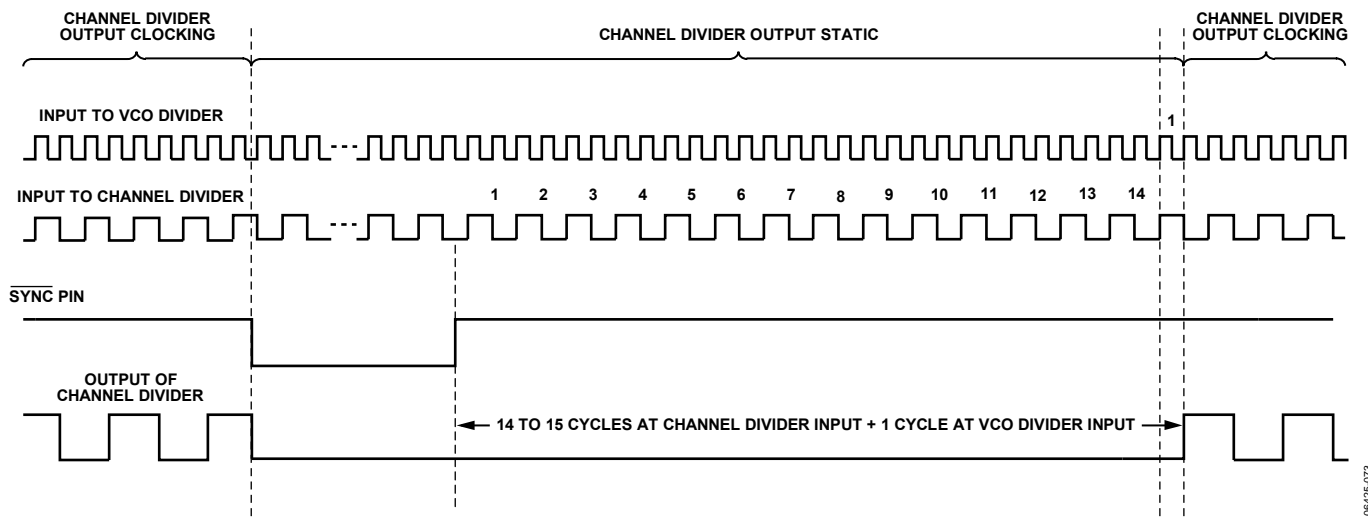 CHANNEL DIVIDER
OUTPUT CLOCKING
CHANNEL DIVIDER OUTPUT STATIC
CHANNEL DIVIDER
OUTPUT CLOCKING
INPUT TO VCO DIVIDER
1
INPUT TO CHANNEL DIVIDER
1 2 3 4 5 6 7 8 9 10 11 12 13 14
SYNC PIN
OUTPUT OF
CHANNEL DIVIDER
14 TO 15 CYCLES AT CHANNEL DIVIDER INPUT + 1 CYCLE AT VCO DIVIDER INPUT
06425-073